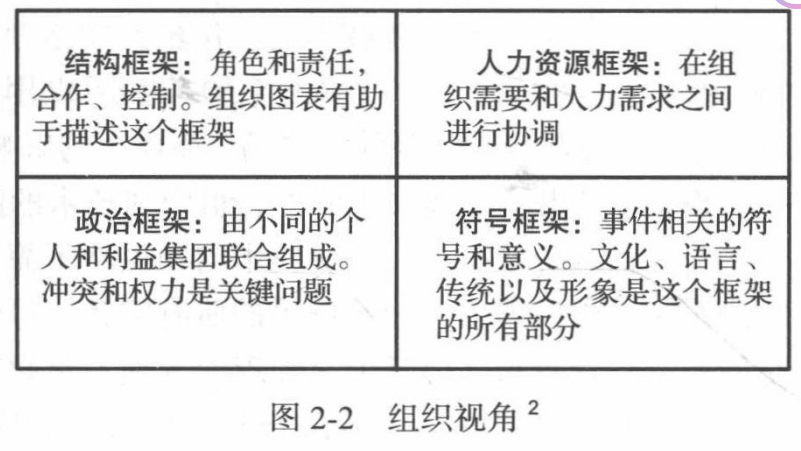 结构框架：角色和责任，
合作、控制。组织图表有助
于描述这个框架
人力资源框架：在组
织需要和人力需求之间
进行协调
政治框架：由不同的个
人和利益集团联合组成。
冲突和权力是关键问题
符号框架：事件相关的符
号和意义。文化、语言、
传统以及形象是这个框架
的所有部分
图 2-2 组织视角 2